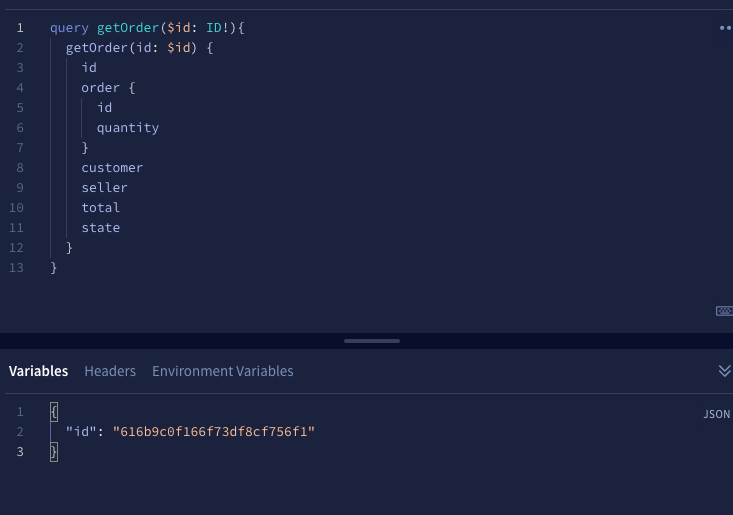 1 query getOrder($id: ID!){
2 getOrder(id: $id) {
3 id
4 order {
5 id
6 quantity
7 }
8 customer
9 seller
10 total
11 state
12 }
13 }
Variables Headers Environment Variables
1 {
JSON
2 "id": "616b9c0f166f73df8cf756f1"
3 }